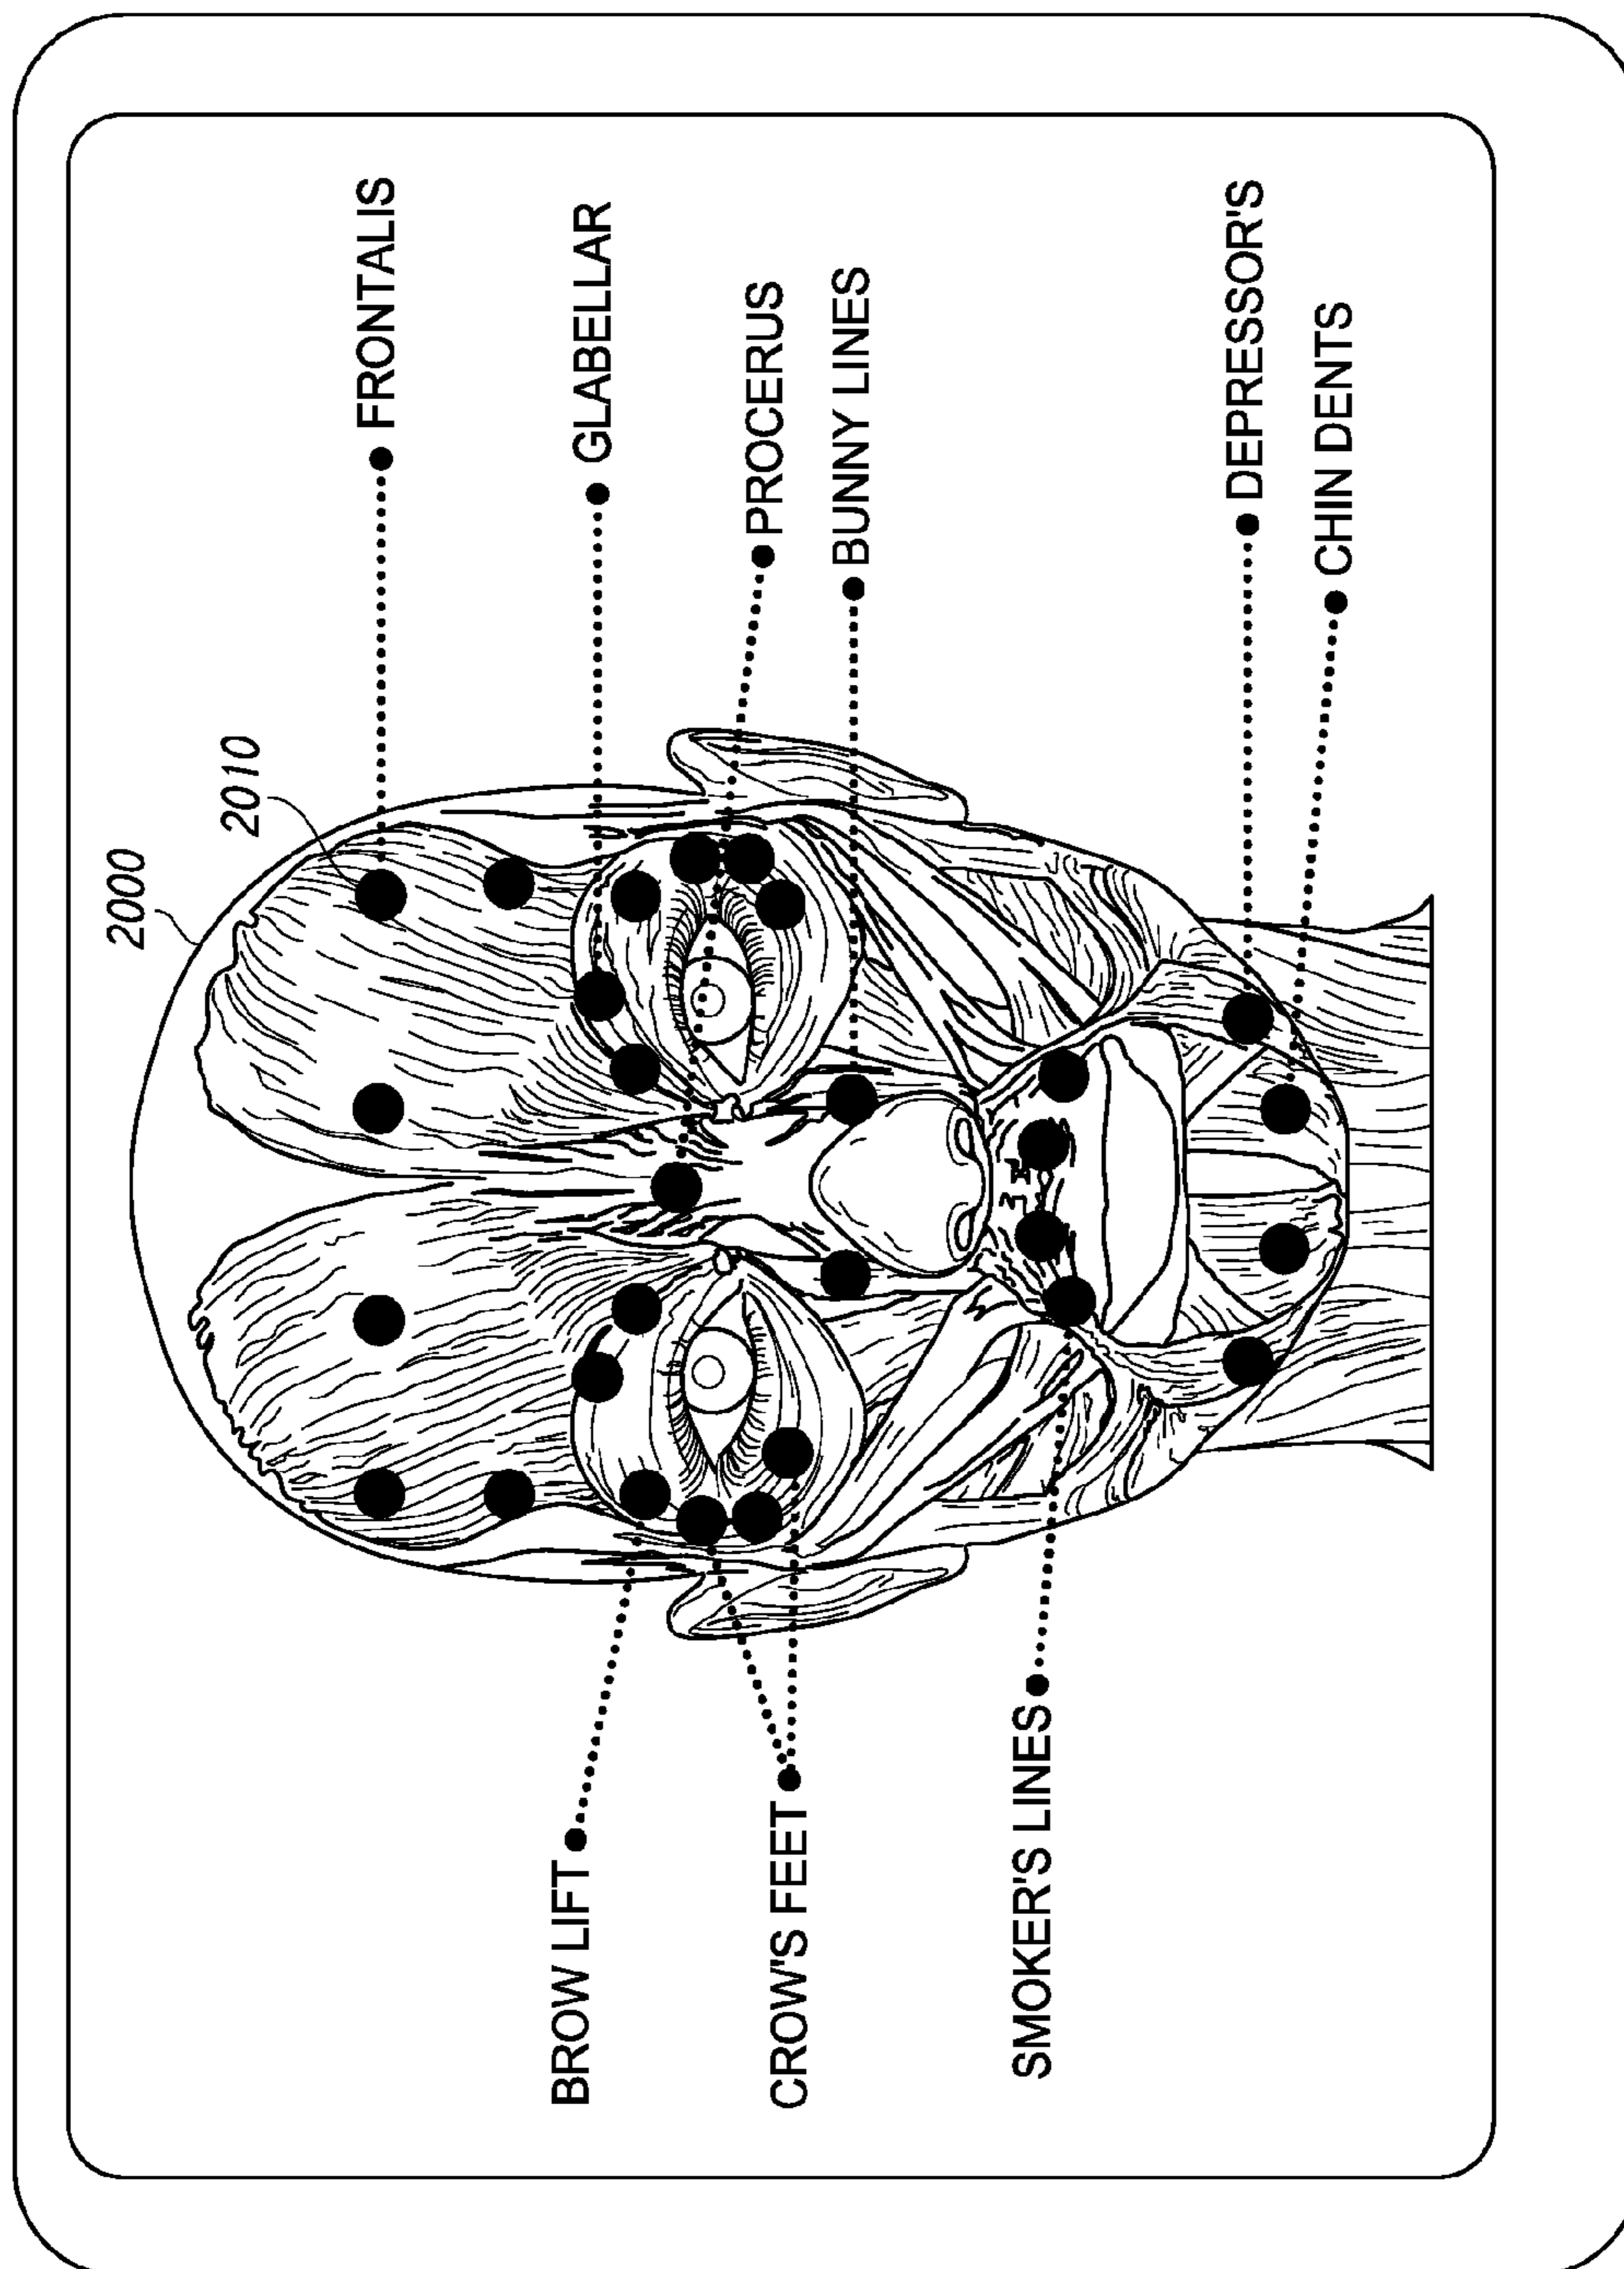 2000
2010
FRONTALIS
GLABELLAR
PROCERUS
BUNNY LINES
DEPRESSOR'S
CHIN DENTS
BROW LIFT
CROW'S FEET
SMOKER'S LINES